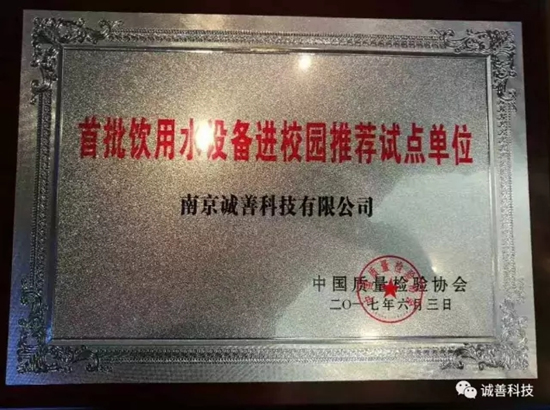 首批饮用水设备进校园推荐试点单位
南京诚善科技有限公司
中国质量检验协会
二〇一七年六月三日
诚善科技